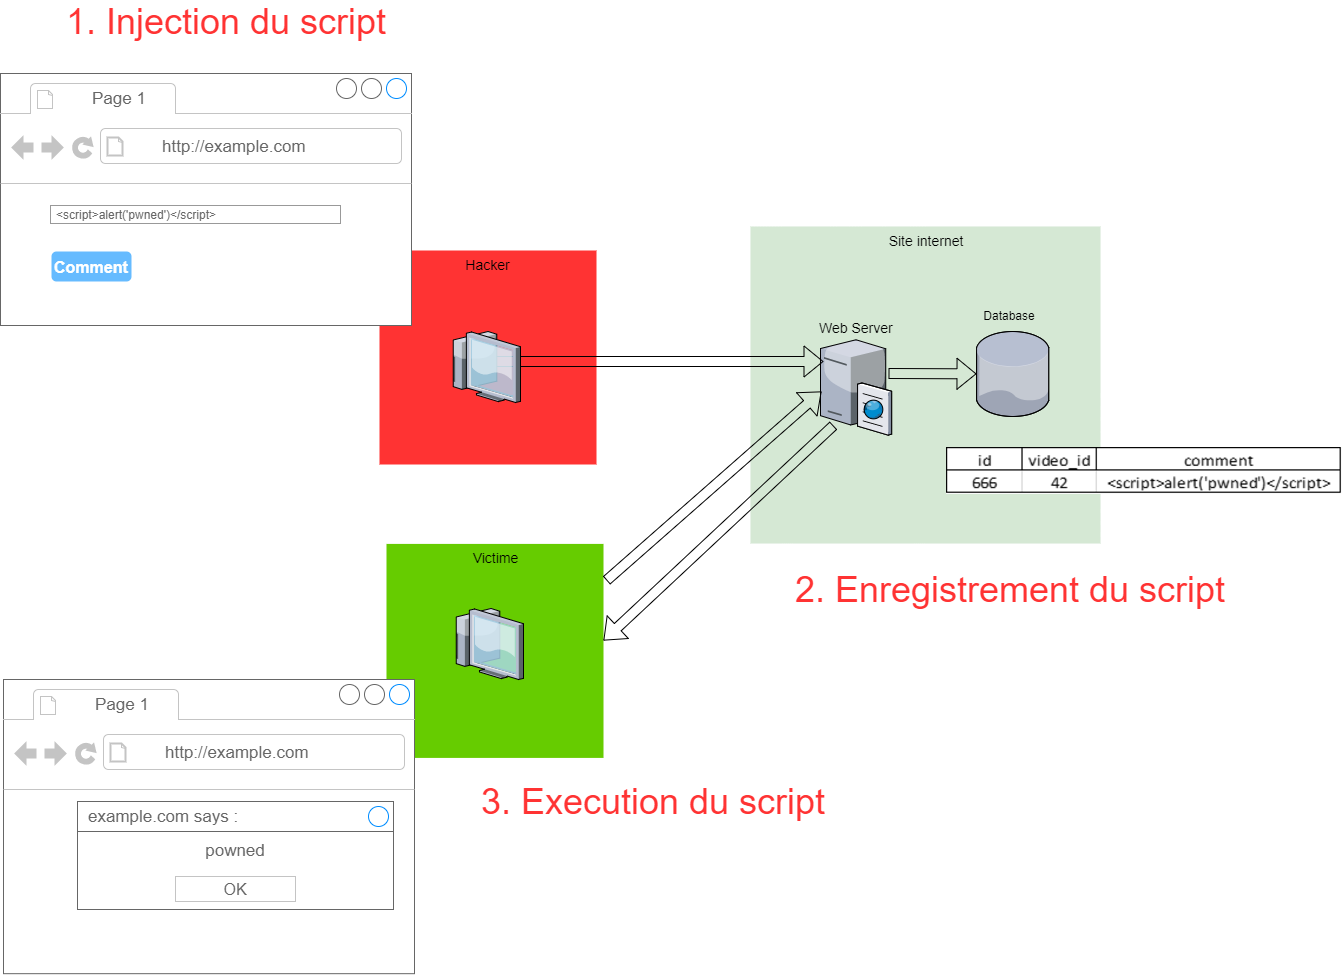 1. Injection du script
Page 1
http://example.com
<script>alert('pwned')</script>
Comment
Hacker
Site internet
Web Server
Database
id video_id comment
666 42 <script>alert('pwned')</script>
2. Enregistrement du script
Victime
Page 1
http://example.com
3. Execution du script
example.com says :
powned
OK